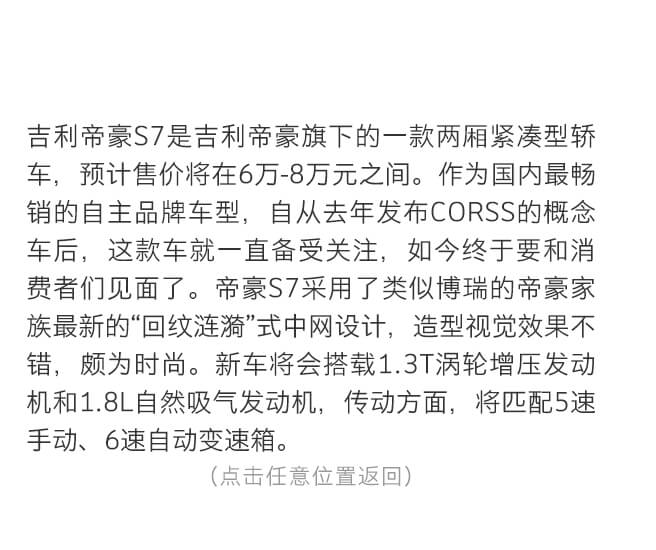 吉利帝豪S7是吉利帝豪旗下的一款两厢紧凑型轿
车，预计售价将在6万-8万元之间。作为国内最畅
销的自主品牌车型，自从去年发布CORSS的概念
车后，这款车就一直备受关注，如今终于要和消
费者们见面了。帝豪S7采用了类似博瑞的帝豪家
族最新的“回纹涟漪”式中网设计，造型视觉效果不
错，颇为时尚。新车将会搭载1.3T涡轮增压发动
机和1.8L自然吸气发动机，传动方面，将匹配5速
手动、6速自动变速箱。
（点击任意位置返回）